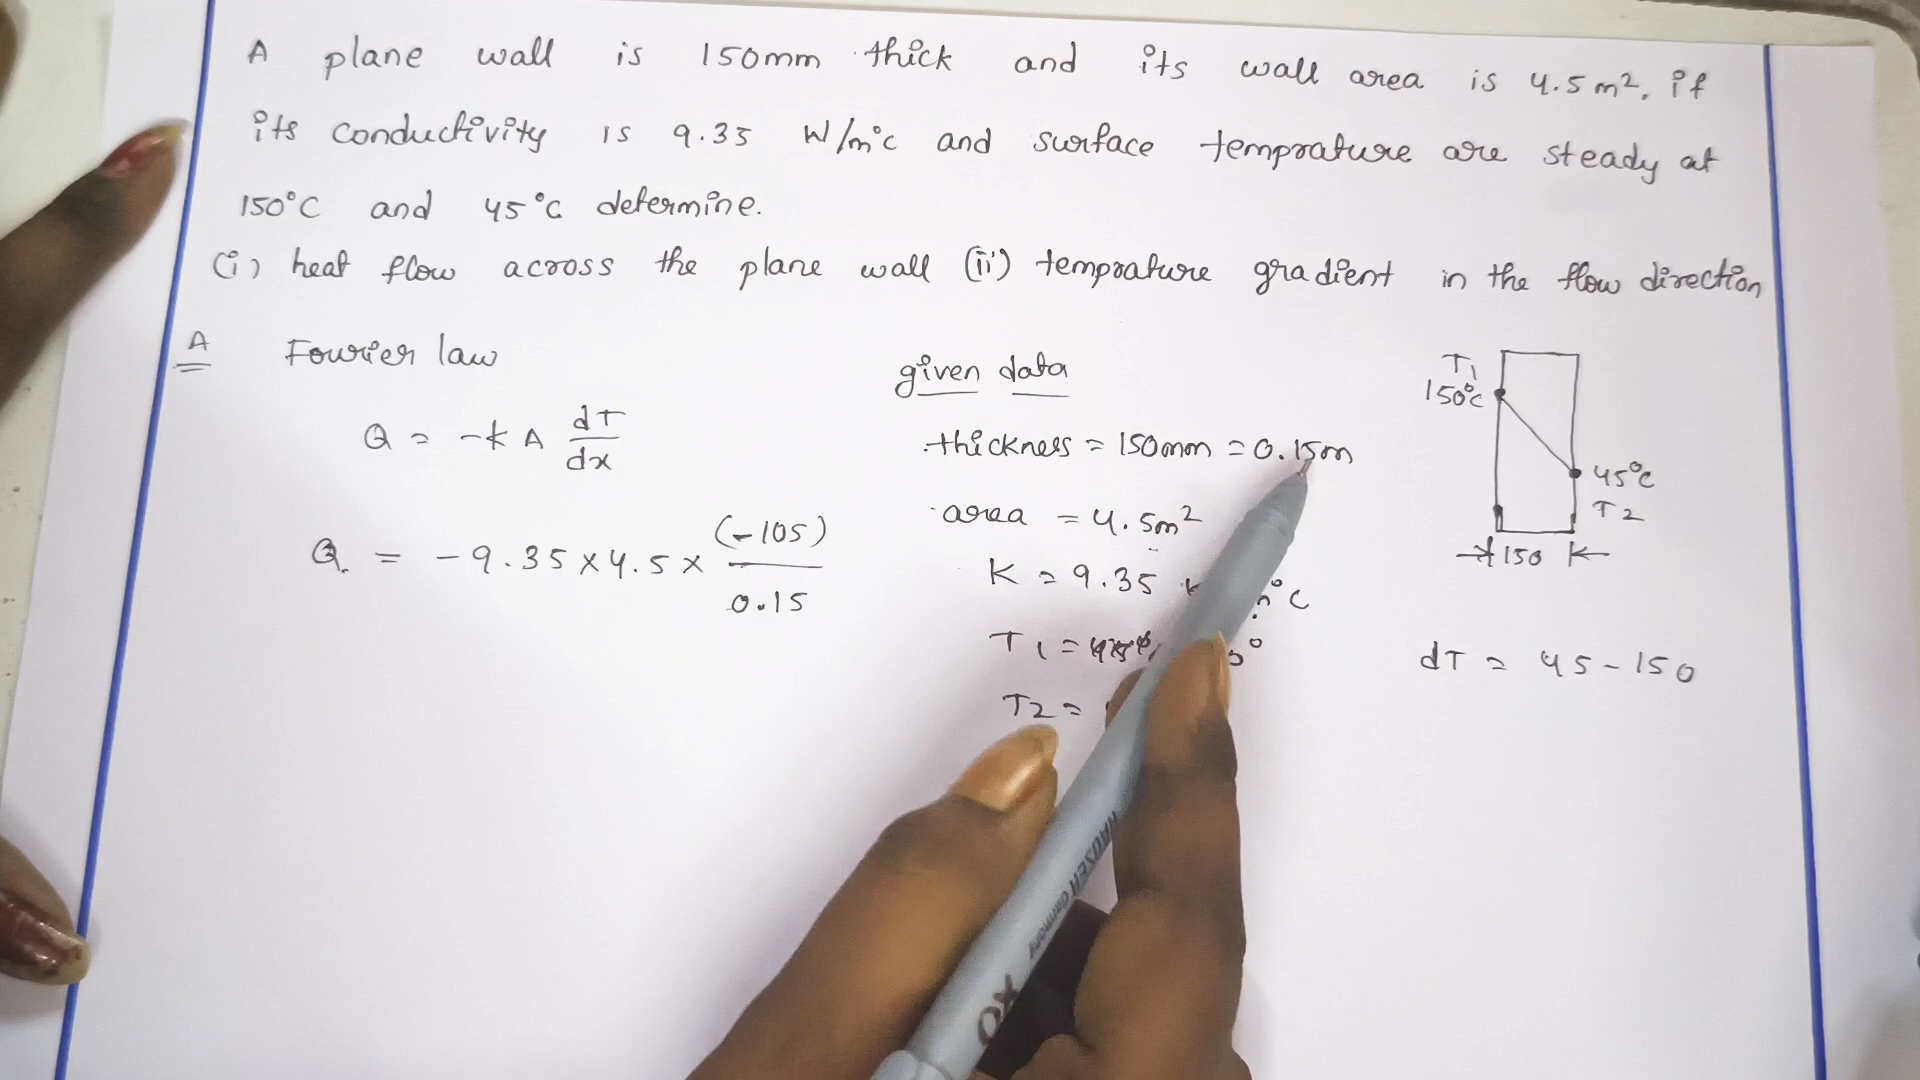 A plane wall is 150mm thick and its wall area is 4.5m², if
its conductivity is 9.35 W/m°c and surface temprature are steady at
150°C and 45°C determine.
(i) heat flow across the plane wall (ii) temprature gradient in the flow direction
A Fourier law
Q = -k A dT/dx
Q = -9.35 x 4.5 x (-105)/0.15
given data
thickness = 150mm = 0.15m
area = 4.5m²
K = 9.35 °C
T1 =
T2 =
T1
150°C
45°C
T2
150
dT = 45-150
HAUSER GERMANY
XO